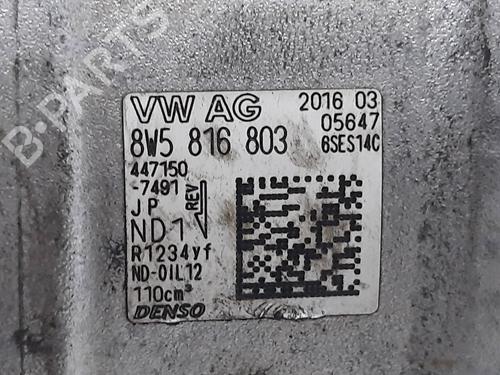 VW AG 2016 03
05647
8W5 816 803 6SES14C
447150
-7491
REV
JP
ND1
R1234yf
ND-OIL12
110cm³
DENSO
B-PARTS